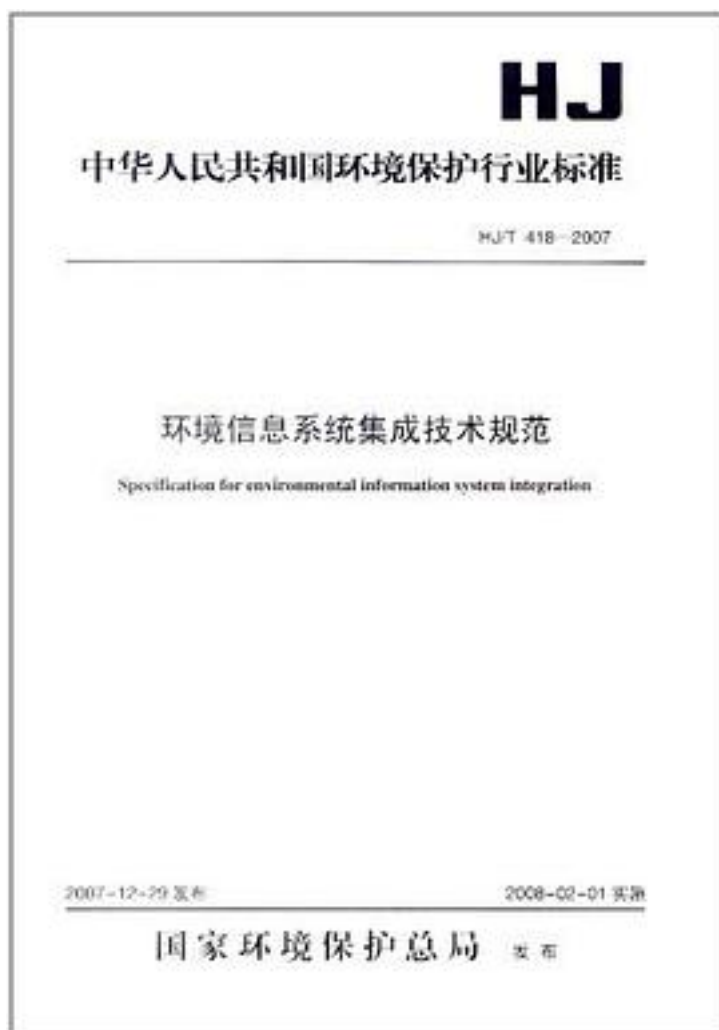 HJ
中华人民共和国环境保护行业标准
HJ/T 418—2007
环境信息系统集成技术规范
Specification for environmental information system integration
2007-12-29 发布
2008-02-01 实施
国家环境保护总局 发布